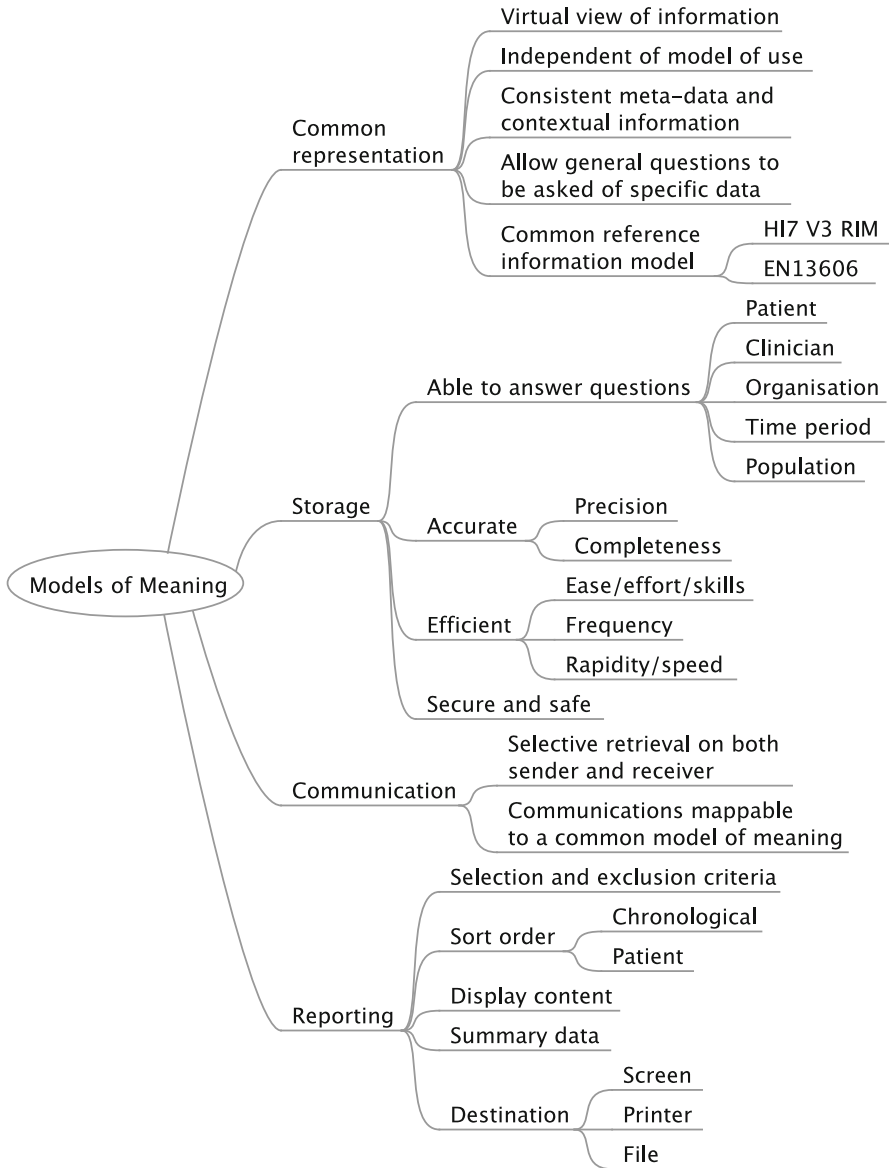 Models of Meaning
Common
representation
Virtual view of information
Independent of model of use
Consistent meta-data and
contextual information
Allow general questions to
be asked of specific data
Common reference
information model
Hl7 V3 RIM
EN13606
Storage
Able to answer questions
Patient
Clinician
Organisation
Time period
Population
Accurate
Precision
Completeness
Efficient
Ease/effort/skills
Frequency
Rapidity/speed
Secure and safe
Communication
Selective retrieval on both
sender and receiver
Communications mappable
to a common model of meaning
Reporting
Selection and exclusion criteria
Sort order
Chronological
Patient
Display content
Summary data
Destination
Screen
Printer
File